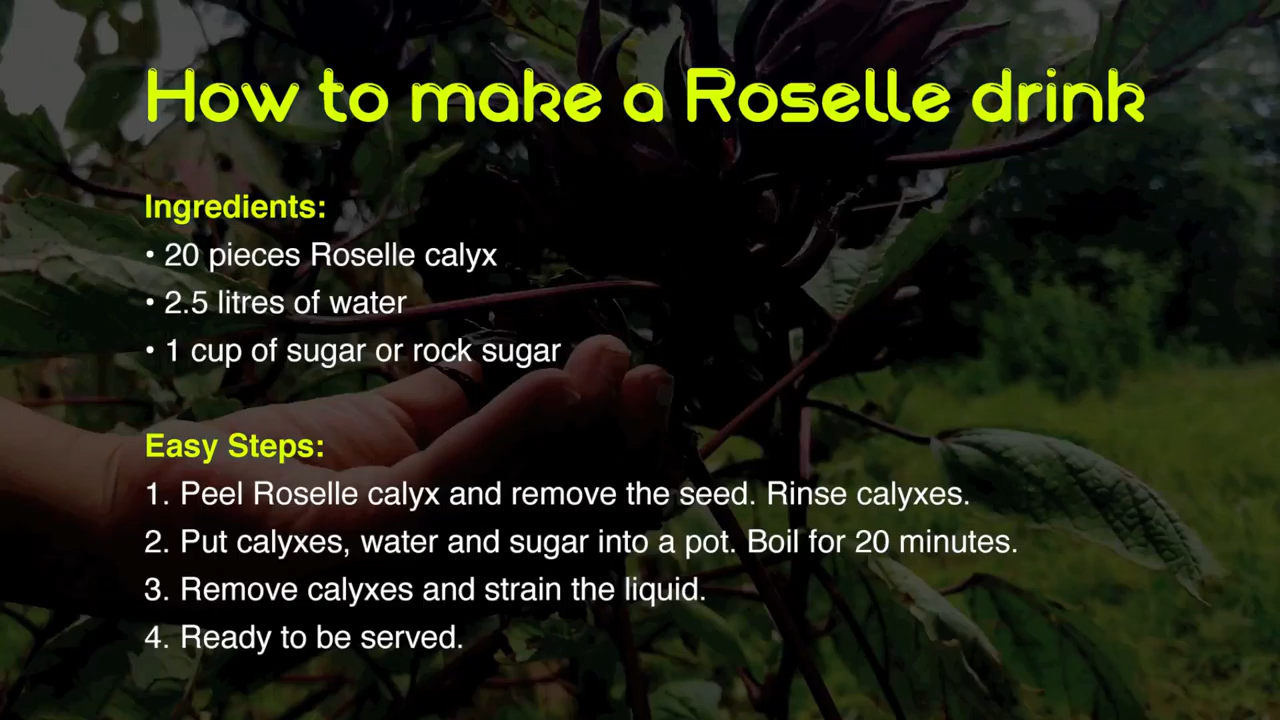 How to make a Roselle drink
Ingredients:
• 20 pieces Roselle calyx
• 2.5 litres of water
• 1 cup of sugar or rock sugar
Easy Steps:
1. Peel Roselle calyx and remove the seed. Rinse calyxes.
2. Put calyxes, water and sugar into a pot. Boil for 20 minutes.
3. Remove calyxes and strain the liquid.
4. Ready to be served.